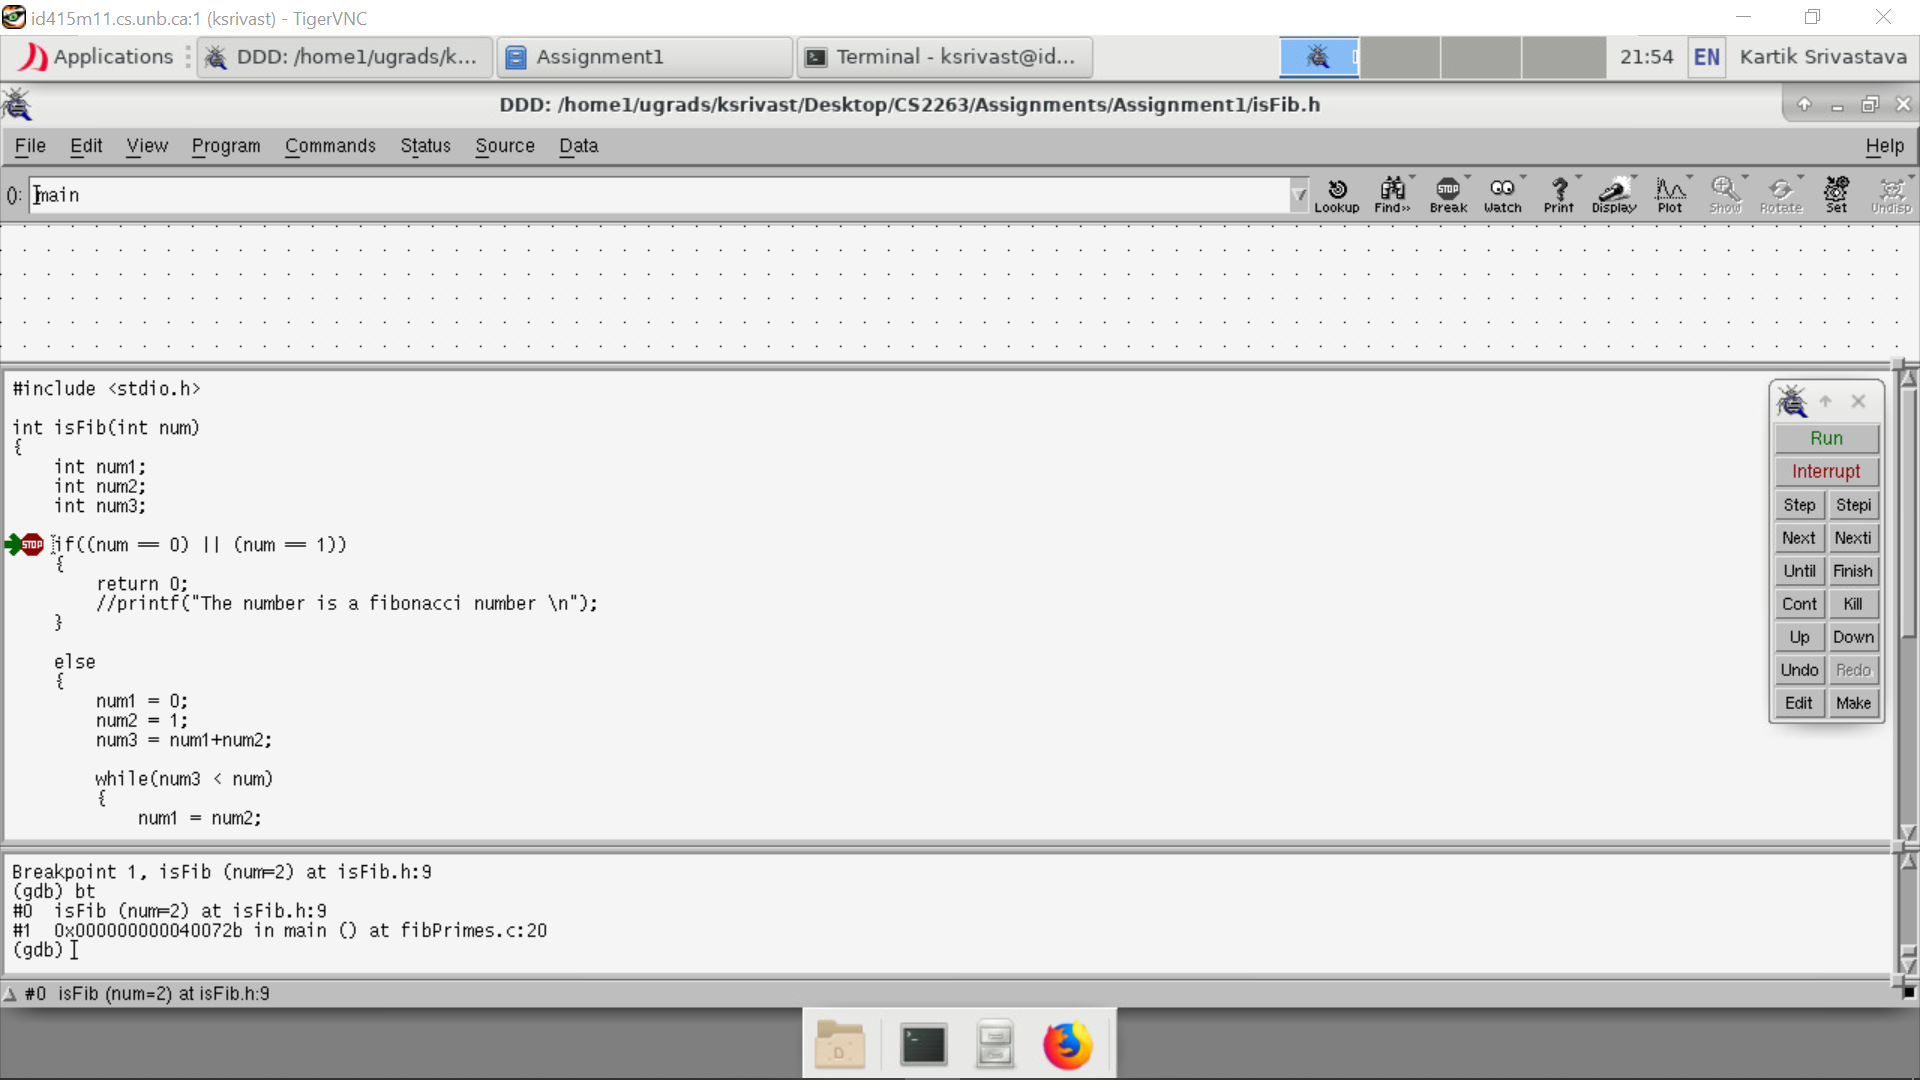 id415m11.cs.unb.ca:1 (ksrivast) - TigerVNC
Applications
DDD: /home1/ugrads/k...
Assignment1
Terminal - ksrivast@id...
21:54
EN
Kartik Srivastava
DDD: /home1/ugrads/ksrivast/Desktop/CS2263/Assignments/Assignment1/isFib.h
File Edit View Program Commands Status Source Data Help
(): main
Lookup Find>> Break Watch Print Display Plot Show Rotate Set Undisp
#include <stdio.h>
int isFib(int num)
{
int num1;
int num2;
int num3;
STOP if((num == 0) || (num == 1))
{
return 0;
//printf("The number is a fibonacci number \n");
}
else
{
num1 = 0;
num2 = 1;
num3 = num1+num2;
while(num3 < num)
{
num1 = num2;
Run
Interrupt
Step Stepi
Next Nexti
Until Finish
Cont Kill
Up Down
Undo Redo
Edit Make
Breakpoint 1, isFib (num=2) at isFib.h:9
(gdb) bt
#0 isFib (num=2) at isFib.h:9
#1 0x000000000040072b in main () at fibPrimes.c:20
(gdb)
#0 isFib (num=2) at isFib.h:9